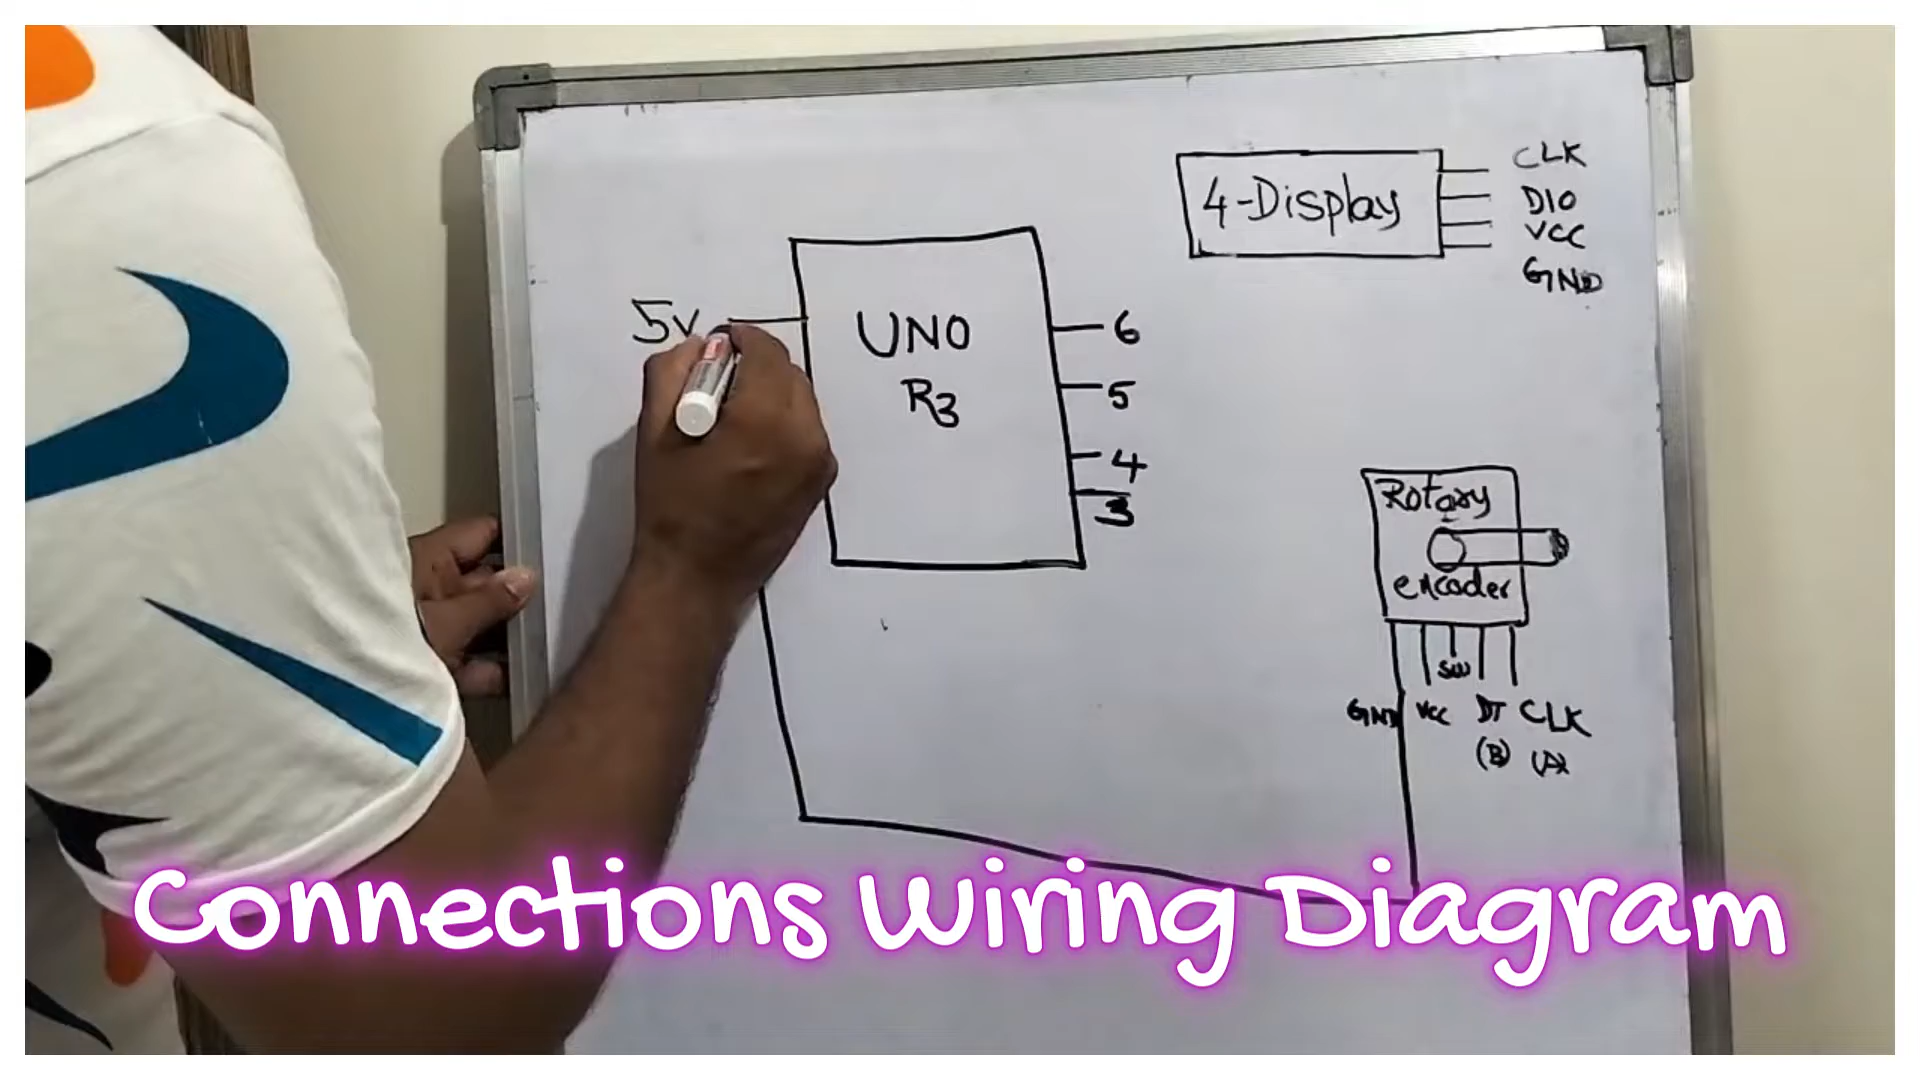 CLK
4-Display
DIO
VCC
GND
5V
UNO
R3
6
5
4
3
Rotary
encoder
SW
GND VCC DT CLK
(B) (A)
Connections Wiring Diagram